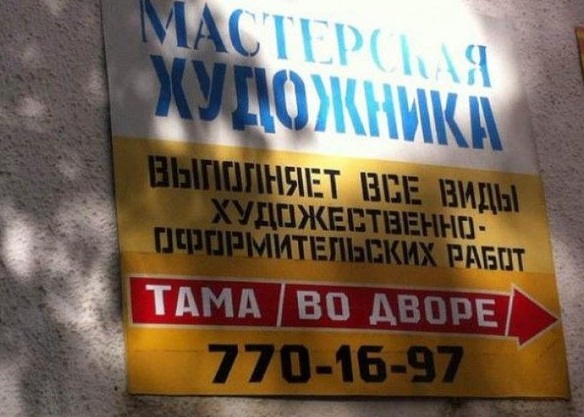 МАСТЕРСКАЯ
ХУДОЖНИКА
ВЫПОЛНЯЕТ ВСЕ ВИДЫ
ХУДОЖЕСТВЕННО-
ОФОРМИТЕЛЬСКИХ РАБОТ
ТАМА/ВО ДВОРЕ
770-16-97